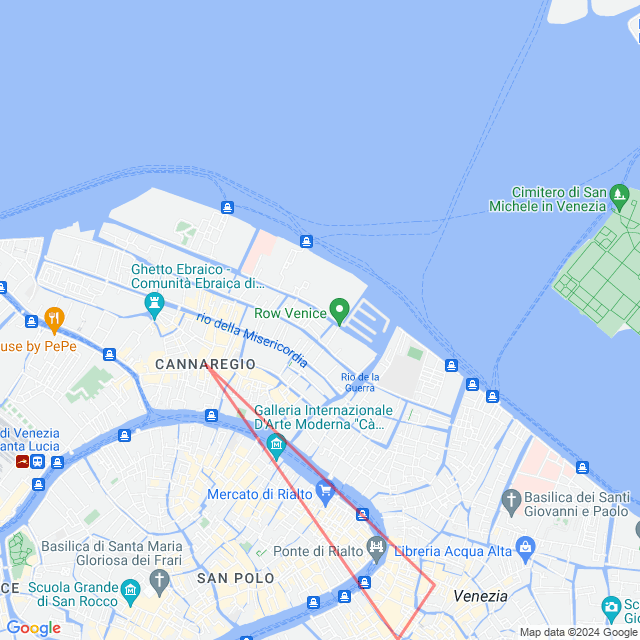 Cimitero di San
Michele in Venezia
Ghetto Ebraico -
Comunità Ebraica di...
Row Venice
rio della Misericordia
use by PePe
CANNAREGIO
Rio de la
Guerra
Galleria Internazionale
D'Arte Moderna "Cà...
di Venezia
anta Lucia
Mercato di Rialto
Basilica dei Santi
Giovanni e Paolo
Basilica di Santa Maria
Gloriosa dei Frari
Ponte di Rialto
Libreria Acqua Alta
SAN POLO
CE
Scuola Grande
di San Rocco
Venezia
Sc
Gi
Google
Map data ©2024 Google